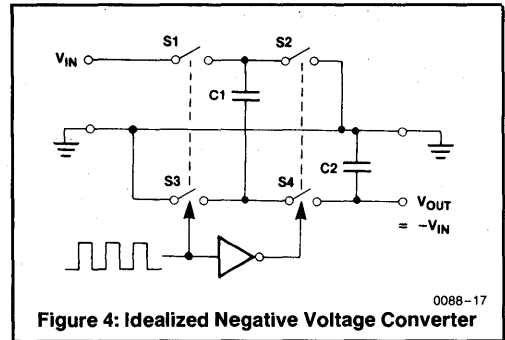 S1
S2
VIN
C1
C2
S3
S4
VOUT
= -VIN
0088-17
Figure 4: Idealized Negative Voltage Converter